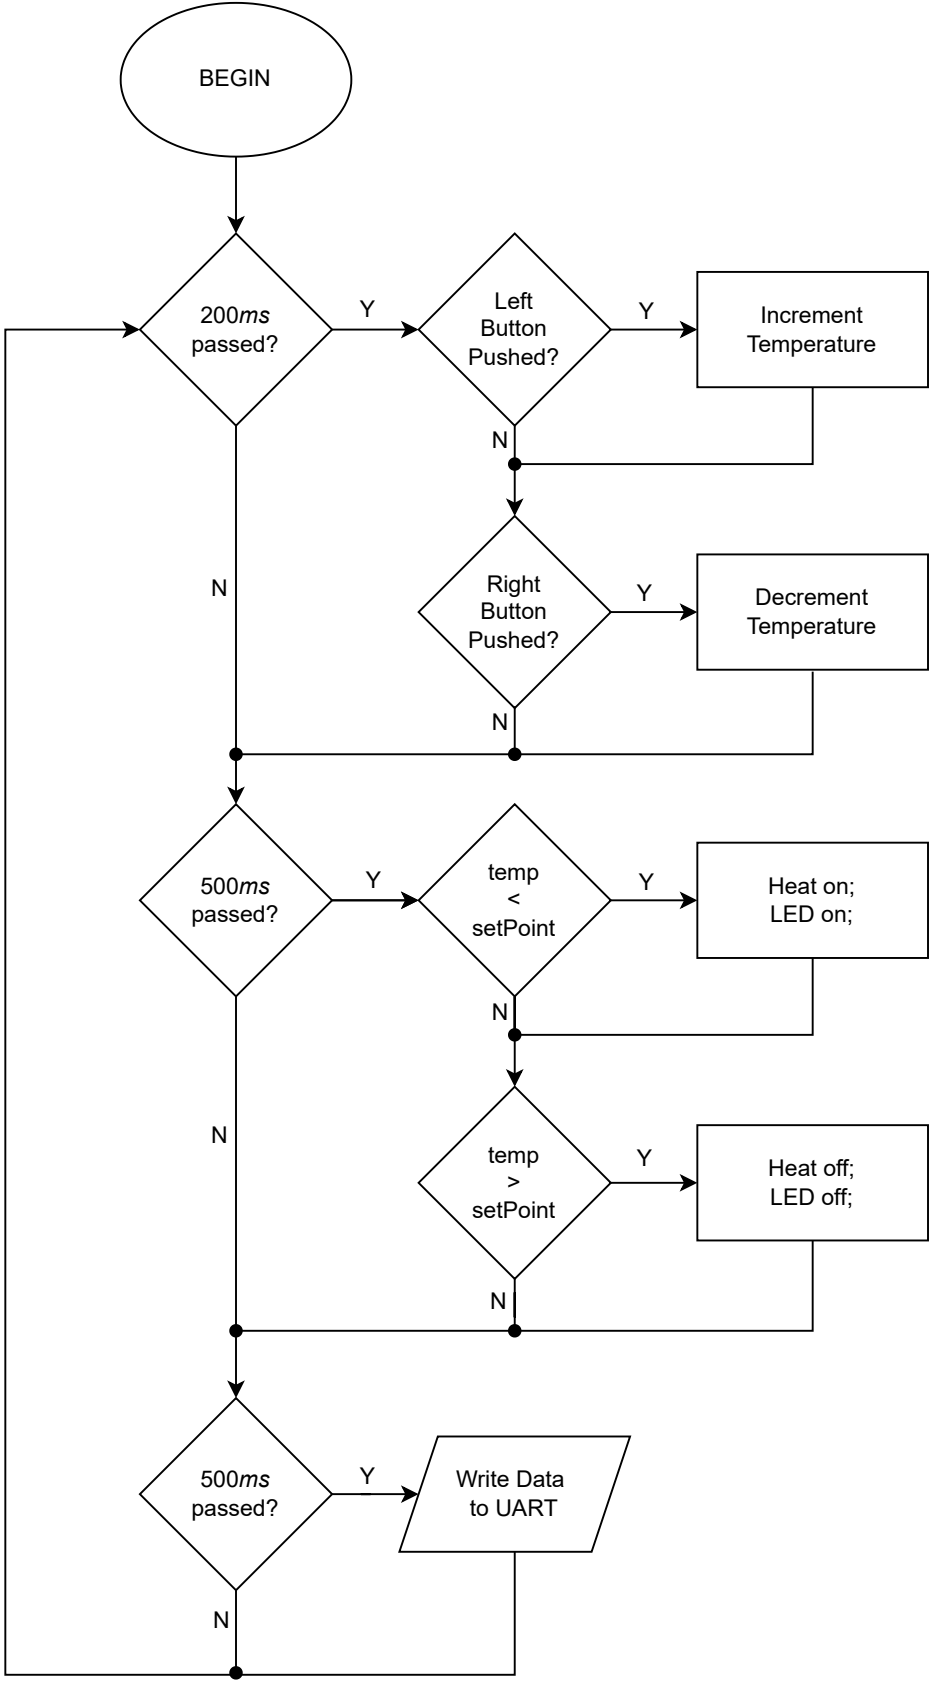 BEGIN
200ms
passed?
Y
Left
Button
Pushed?
Y
Increment
Temperature
N
N
Right
Button
Pushed?
Y
Decrement
Temperature
N
500ms
passed?
Y
temp
<
setPoint
Y
Heat on;
LED on;
N
N
temp
>
setPoint
Y
Heat off;
LED off;
N
500ms
passed?
Y
Write Data
to UART
N